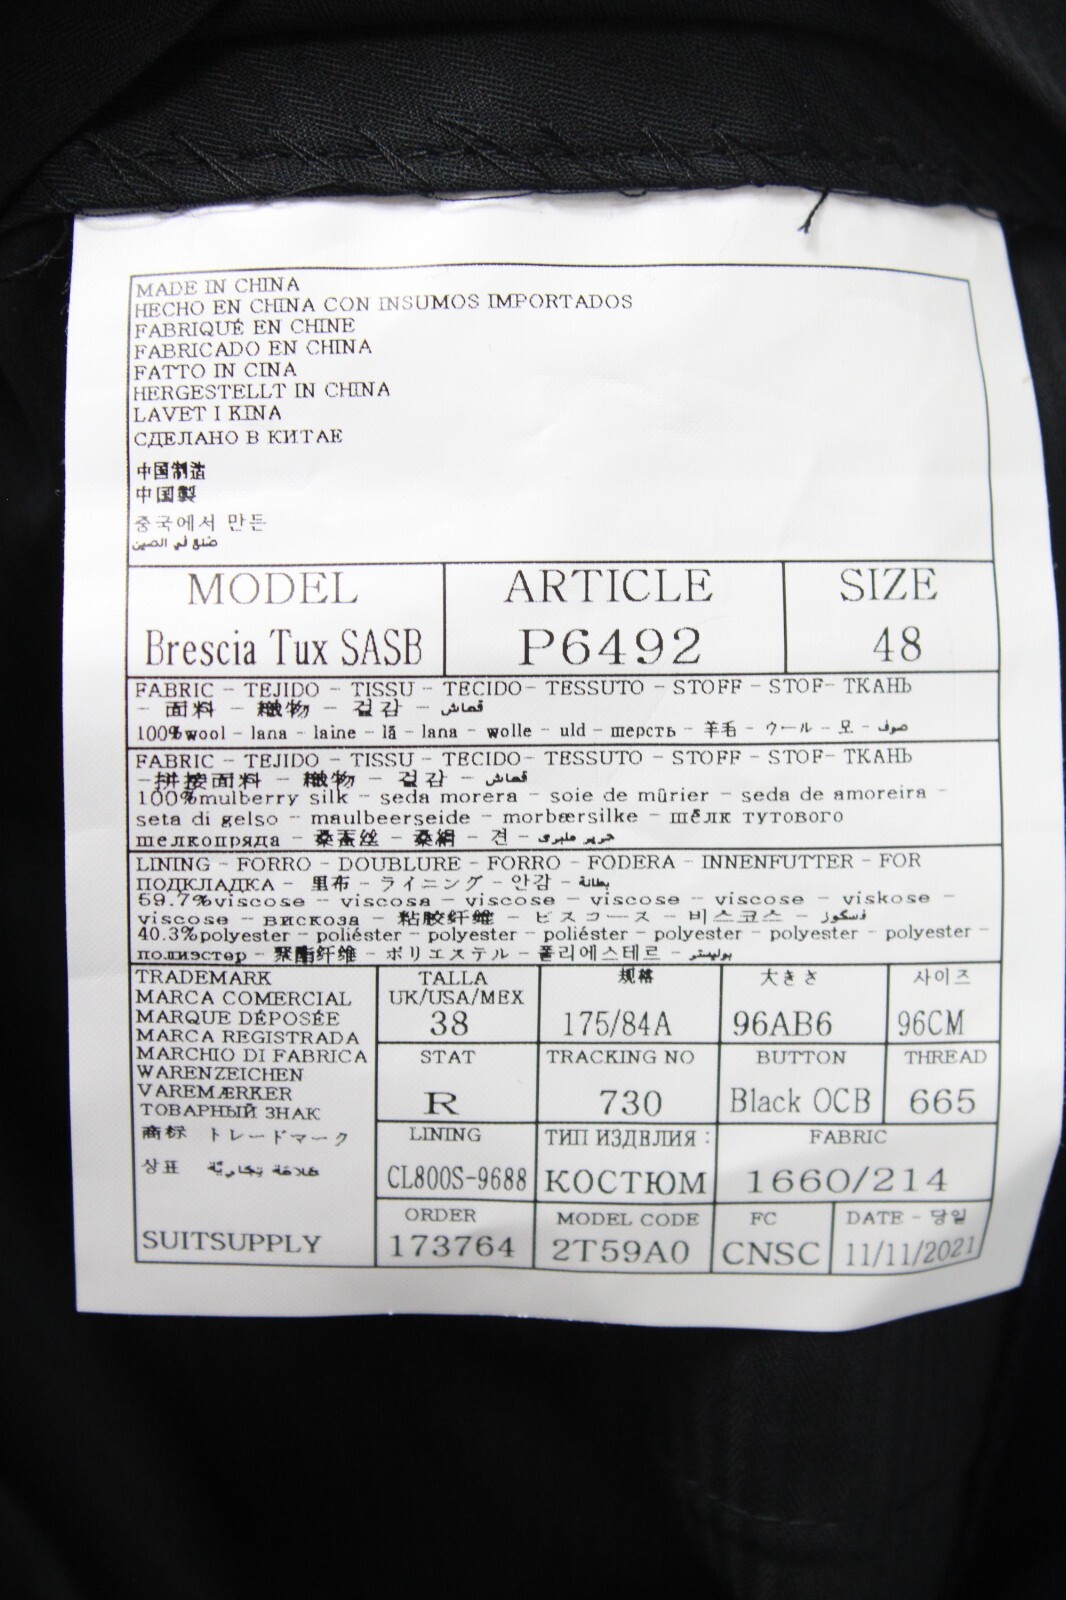 MADE IN CHINA
HECHO EN CHINA CON INSUMOS IMPORTADOS
FABRIQUÉ EN CHINE
FABRICADO EN CHINA
FATTO IN CINA
HERGESTELLT IN CHINA
LAVET I KINA
СДЕЛАНО В КИТАЕ
中国制造
中国製
중국에서 만든
صنع في الصين
MODEL ARTICLE SIZE
Brescia Tux SASB P6492 48
FABRIC - TEJIDO - TISSU - TECIDO- TESSUTO - STOFF - STOF- ТКАНЬ
- 面料 - 織物 - 겉감 - قماش
100%wool - lana - laine - lã - lana - wolle - uld - шерсть - 羊毛 - ウール - 모 - صوف
FABRIC - TEJIDO - TISSU - TECIDO- TESSUTO - STOFF - STOF- ТКАНЬ
-拼接面料 - 織物 - 겉감 - قماش
100%mulberry silk - seda morera - soie de mûrier - seda de amoreira -
seta di gelso - maulbeerseide - morbærsilke - шёлк тутового
шелкопряда - 桑蚕丝 - 桑絹 - 견 - حرير ملبري
LINING - FORRO - DOUBLURE - FORRO - FODERA - INNENFUTTER - FOR
ПОДКЛАДКА - 里布 - ライニング - 안감 - بطانة
59.7%viscose - viscosa - viscose - viscose - viscose - viskose -
viscose - вискоза - 粘胶纤维 - ビスコース - 비스코스 - فسكوز
40.3%polyester - poliéster - polyester - poliéster - polyester - polyester - polyester -
полиэстер - 聚酯纤维 - ポリエステル - 폴리에스테르 - بوليستر
TRADEMARK
MARCA COMERCIAL
MARQUE DÉPOSÉE
MARCA REGISTRADA
MARCHIO DI FABRICA
WARENZEICHEN
VAREMÆRKER
ТОВАРНЫЙ ЗНАК
商标 トレードマーク
상표 علامة تجارية
SUITSUPPLY
TALLA 规格 大きさ 사이즈
UK/USA/MEX
38 175/84A 96AB6 96CM
STAT TRACKING NO BUTTON THREAD
R 730 Black OCB 665
LINING ТИП ИЗДЕЛИЯ : FABRIC
CL800S-9688 КОСТЮМ 1660/214
ORDER MODEL CODE FC DATE - 당일
173764 2T59A0 CNSC 11/11/2021